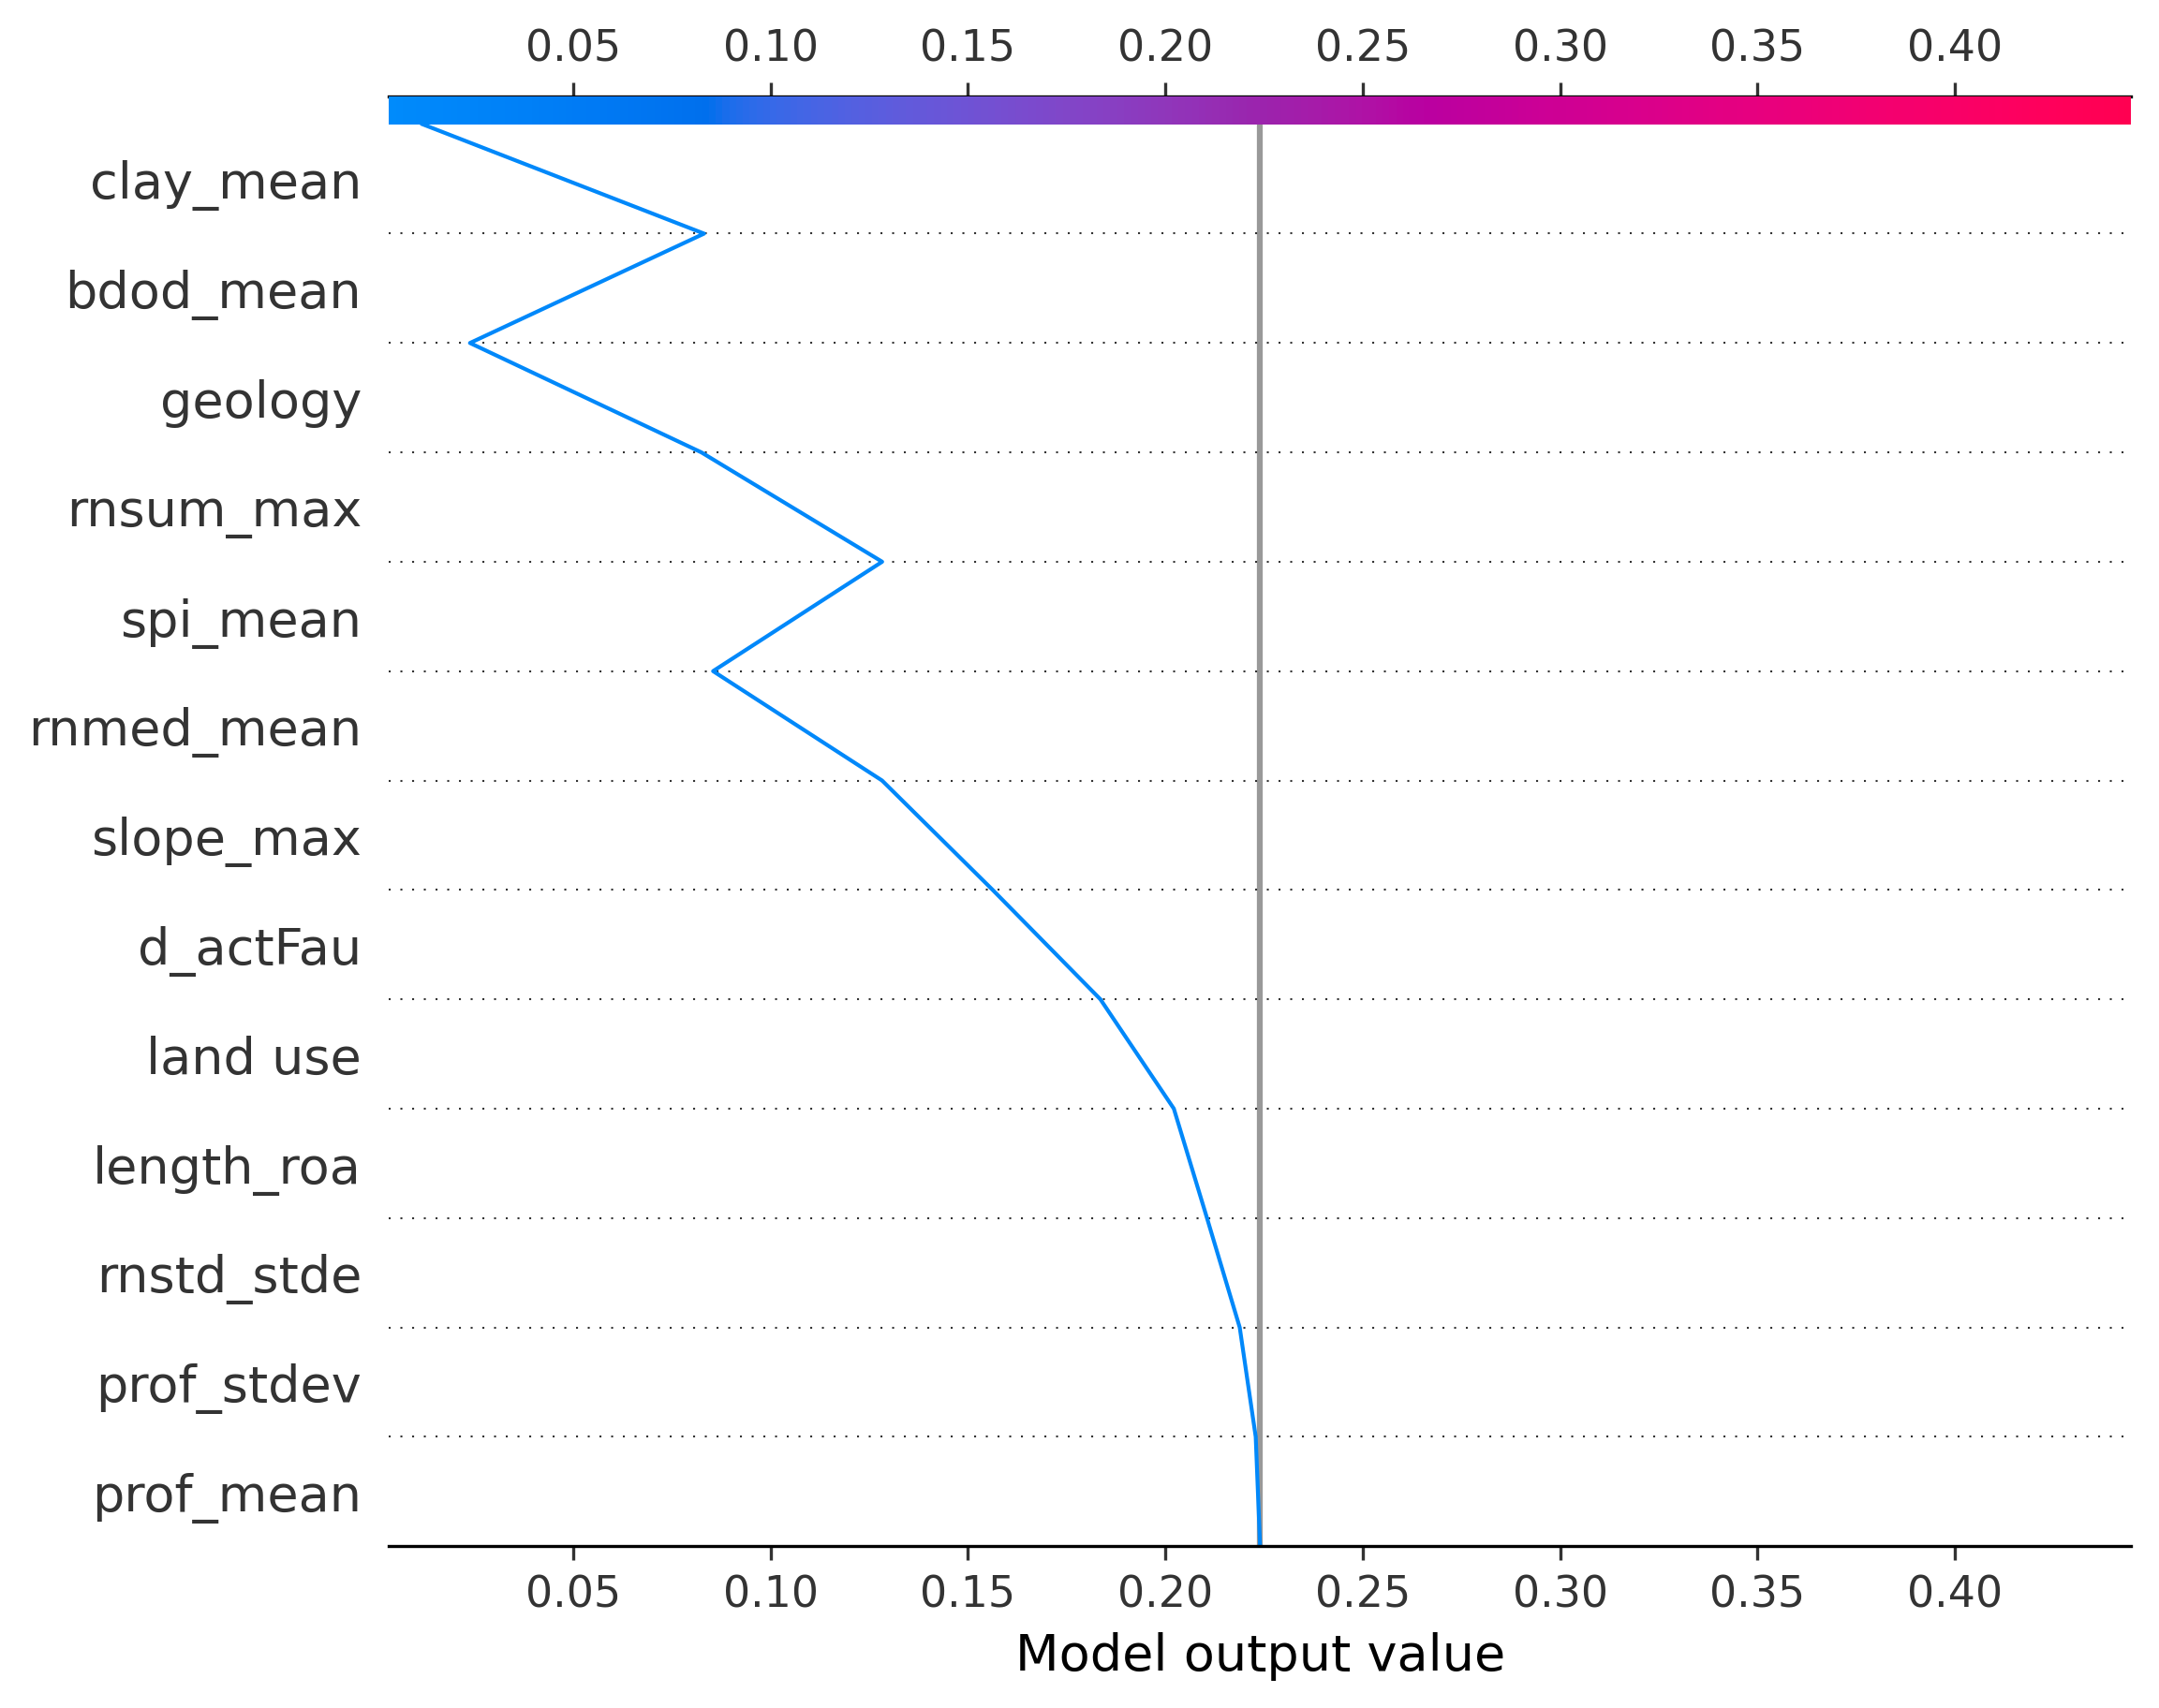 0.05 0.10 0.15 0.20 0.25 0.30 0.35 0.40
clay_mean
bdod_mean
geology
rnsum_max
spi_mean
rnmed_mean
slope_max
d_actFau
land use
length_roa
rnstd_stde
prof_stdev
prof_mean
0.05 0.10 0.15 0.20 0.25 0.30 0.35 0.40
Model output value